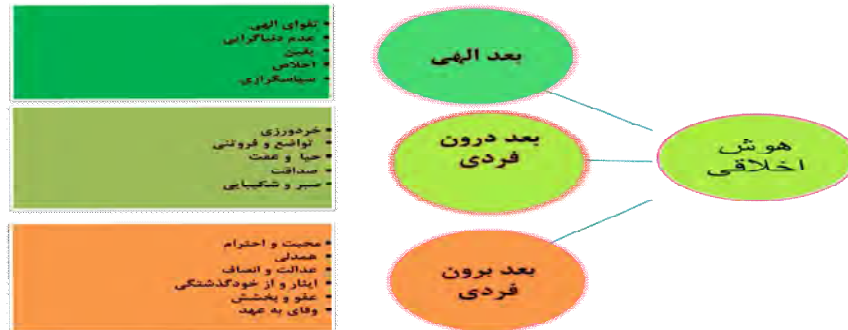 هوش
اخلاقی
بعد الهی
تقوای الهی
عدم دنیاگرایی
یقین
اخلاص
سپاسگزاری
بعد درون
فردی
خردورزی
تواضع و فروتنی
حیا و عفت
صداقت
صبر و شکیبایی
بعد برون
فردی
محبت و احترام
همدلی
عدالت و انصاف
ایثار و از خودگذشتگی
عفو و بخشش
وفای به عهد